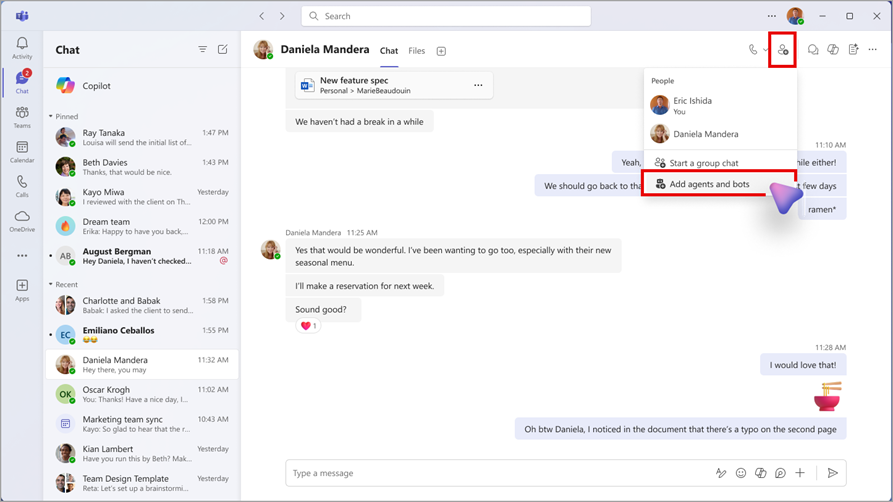 Search
Activity
2
Chat
Teams
Calendar
Calls
OneDrive
Apps
Chat
Copilot
Pinned
Ray Tanaka
1:47 PM
Louisa will send the initial list of...
Beth Davies
1:43 PM
Thanks, that would be nice.
Kayo Miwa
Yesterday
I reviewed the client on Th...
Dream team
12:00 PM
Erika: Happy to have you back,...
AB
August Bergman
11:18 AM
Hey Daniela, I haven't checked...
@
Recent
Charlotte and Babak
1:58 PM
Babak: I asked the client to send...
EC
Emiliano Ceballos
1:55 PM
😂😂
Daniela Mandera
11:32 AM
Hey there, you may
OK
Oscar Krogh
11:02 AM
You: Thanks! Have a nice day, I...
Marketing team sync
10:43 AM
Kayo: So glad to hear that the r...
Kian Lambert
Yesterday
Have you run this by Beth? Mak...
Team Design Template
Yesterday
Reta: Let's set up a brainstormi...
Daniela Mandera
Chat
Files
New feature spec
Personal > MarieBeaudouin
We haven't had a break in a while
People
Eric Ishida
You
Daniela Mandera
Start a group chat
Add agents and bots
11:10 AM
Yeah,
while either!
We should go back to tha
t few days
ramen*
Daniela Mandera 11:25 AM
Yes that would be wonderful. I've been wanting to go too, especially with their new
seasonal menu.
I'll make a reservation for next week.
Sound good?
❤️ 1
11:28 AM
I would love that!
Oh btw Daniela, I noticed in the document that there's a typo on the second page
Type a message